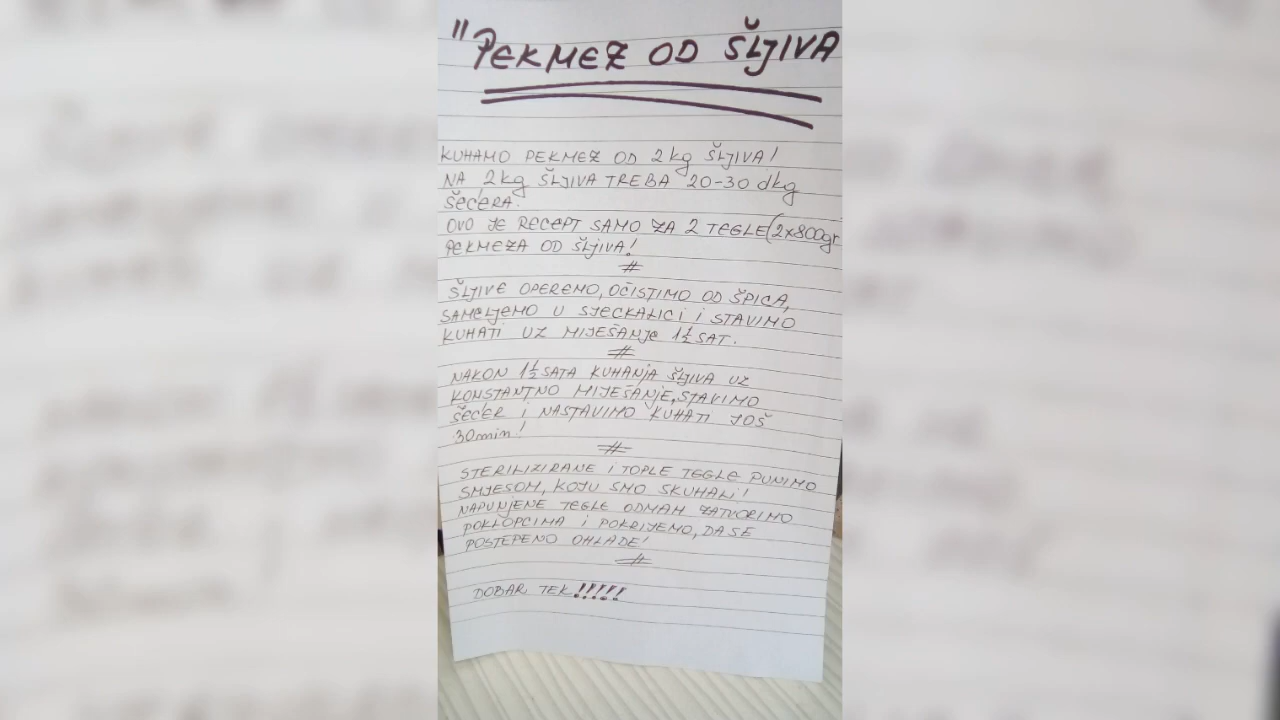 "PEKMEZ OD ŠLJIVA
KUHAMO PEKMEZ OD 2kg ŠLJIVA!
NA 2kg ŠLJIVA TREBA 20-30 dkg
ŠEĆERA.
OVO JE RECEPT SAMO ZA 2 TEGLE (2x800gr
PEKMEZA OD ŠLJIVA!
#
ŠLJIVE OPEREMO, OČISTIMO OD ŠPICA,
SAMELJEMO U SJECKALICI I STAVIMO
KUHATI UZ MIJEŠANJE 1½ SAT.
#
NAKON 1½ SATA KUHANJA ŠLJIVA UZ
KONSTANTNO MIJEŠANJE, STAVIMO
ŠEĆER I NASTAVIMO KUHATI JOŠ
30min!
#
STERILIZIRANE I TOPLE TEGLE PUNIMO
SMJESOM, KOJU SMO SKUHALI!
NAPUNJENE TEGLE ODMAH ZATVORIMO
POKLOPCIMA I POKRIJEMO, DA SE
POSTEPENO OHLADE!
#
DOBAR TEK!!!!!